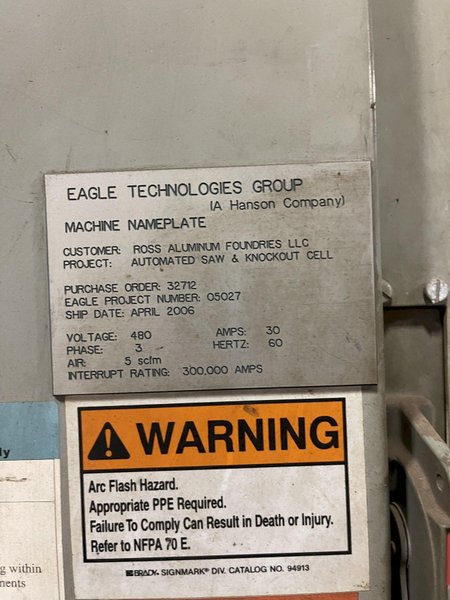 EAGLE TECHNOLOGIES GROUP
(A Hanson Company)
MACHINE NAMEPLATE
CUSTOMER: ROSS ALUMINUM FOUNDRIES LLC
PROJECT: AUTOMATED SAW & KNOCKOUT CELL
PURCHASE ORDER: 32712
EAGLE PROJECT NUMBER: 05027
SHIP DATE: APRIL 2006
VOLTAGE: 480 AMPS: 30
PHASE: 3 HERTZ: 60
AIR: 5 scfm
INTERRUPT RATING: 300,000 AMPS
WARNING
Arc Flash Hazard.
Appropriate PPE Required.
Failure To Comply Can Result in Death or Injury.
Refer to NFPA 70 E.
BRADY. SIGNMARK® DIV. CATALOG NO. 94913
ly
g within
nents